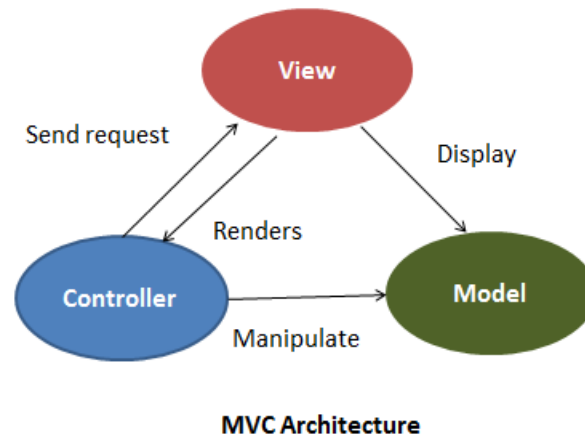 View
Send request
Display
Renders
Controller
Model
Manipulate
MVC Architecture